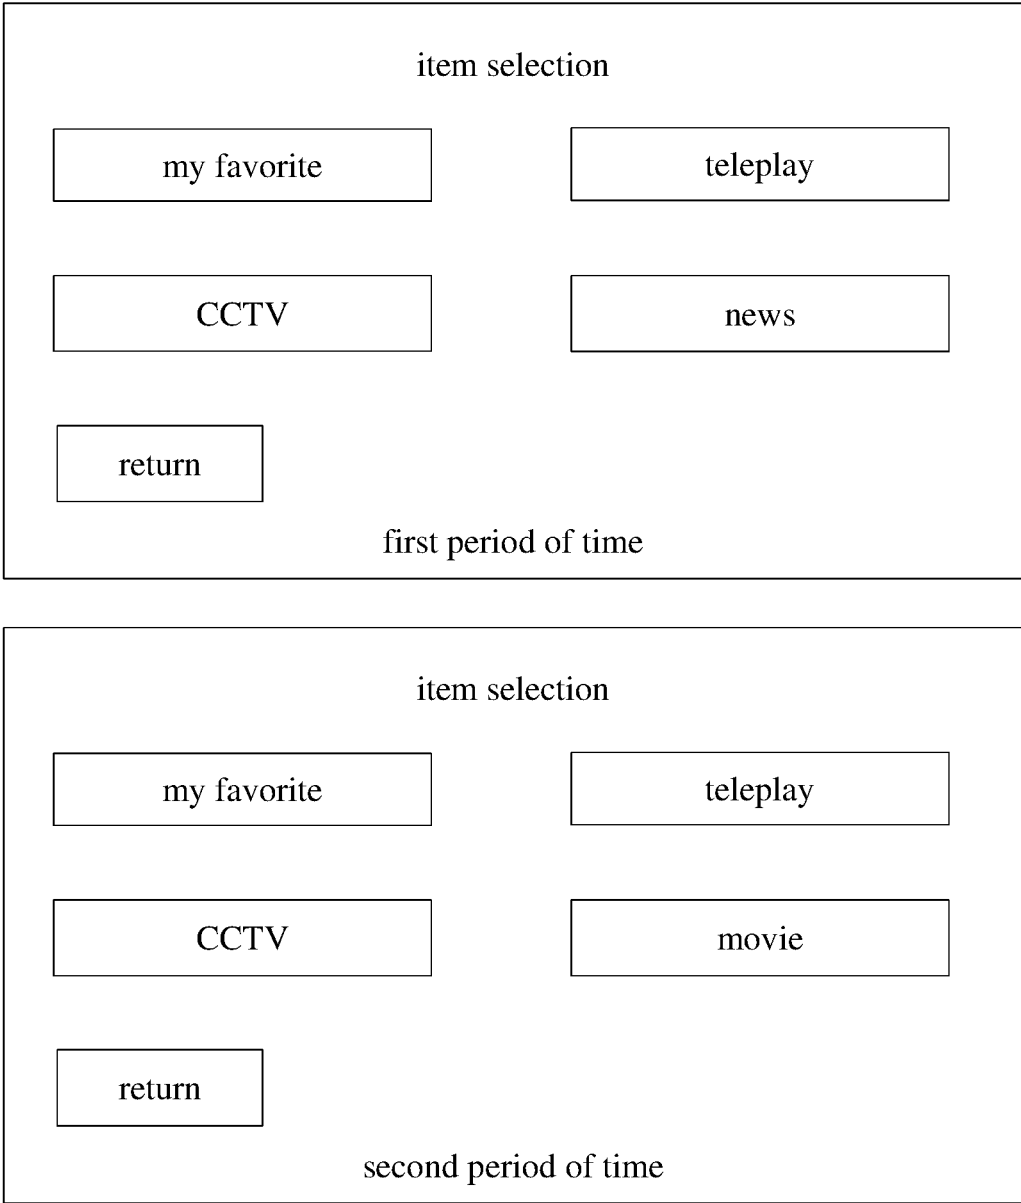 item selection
my favorite
teleplay
CCTV
news
return
first period of time
item selection
my favorite
teleplay
CCTV
movie
return
second period of time